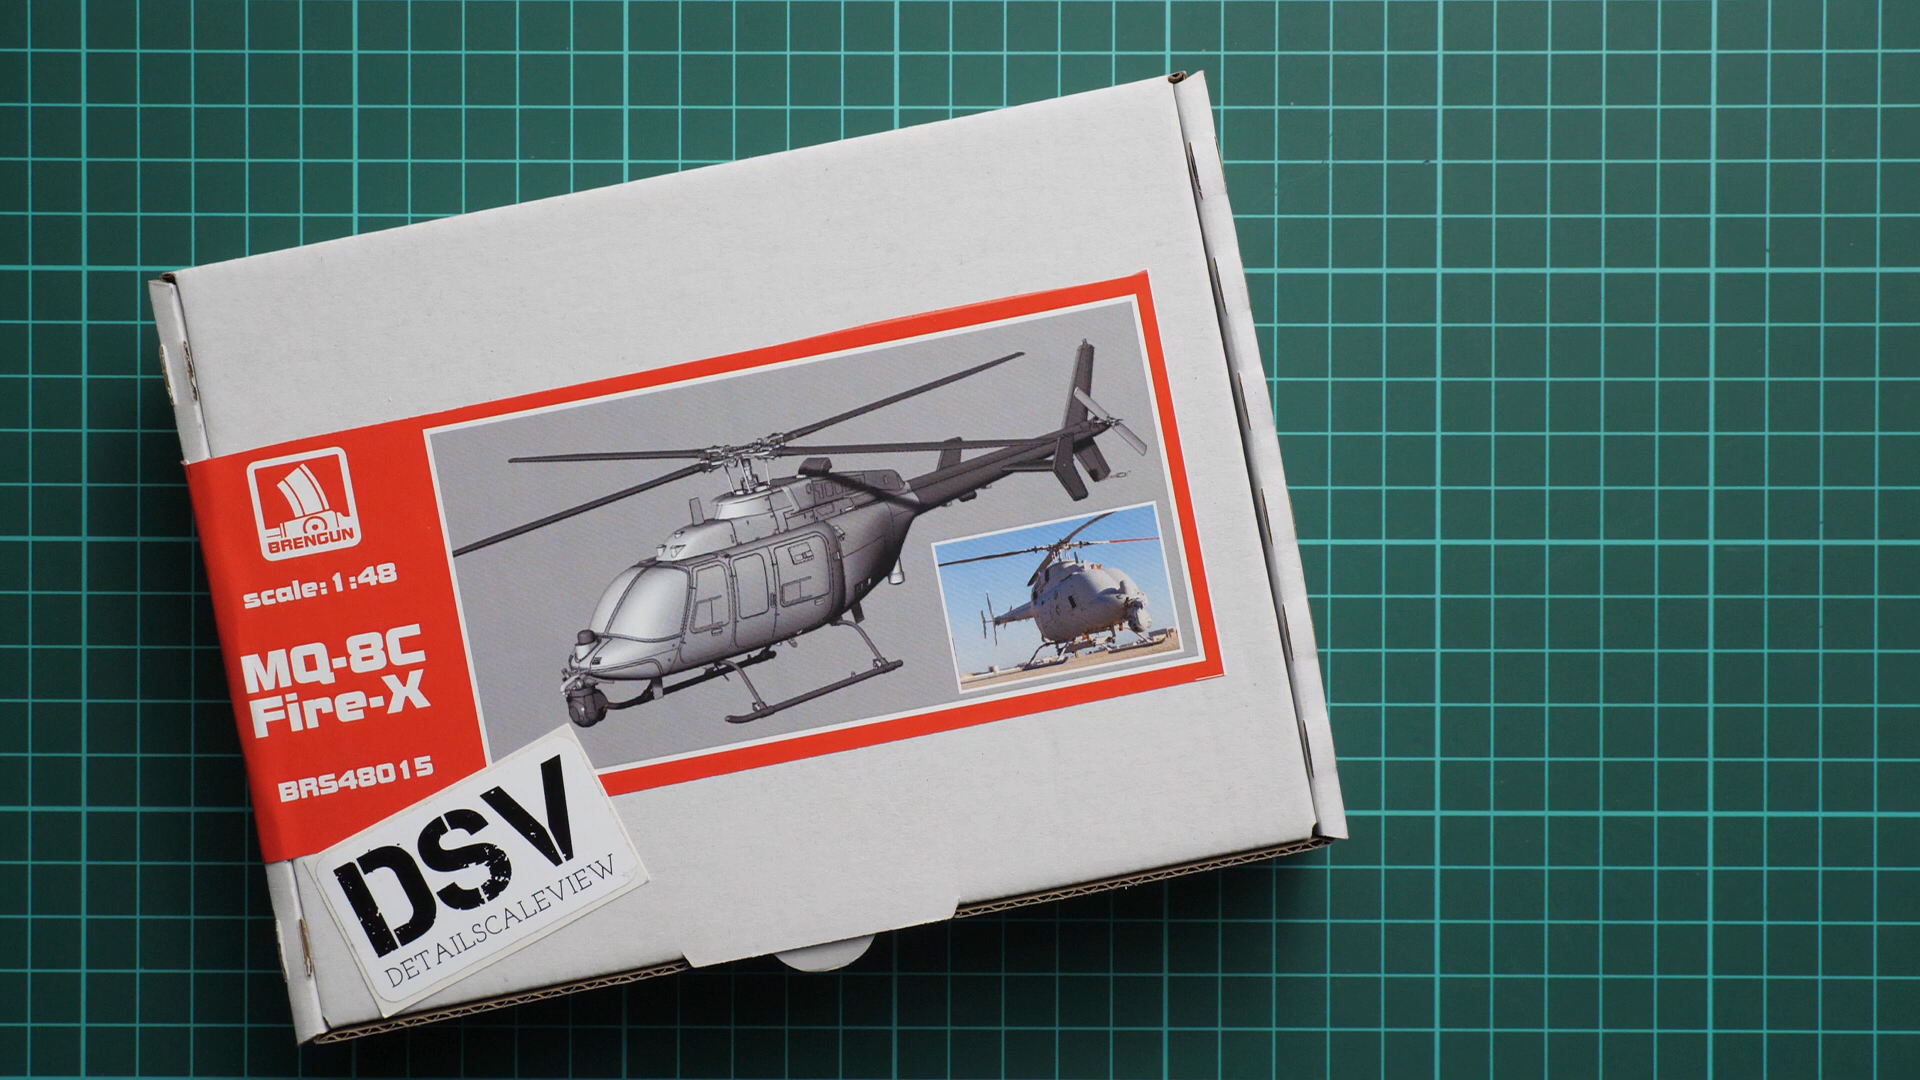 BRENGUN
scale:1:48
MQ-8C
Fire-X
BRS48015
DSV
DETAILSCALEVIEW